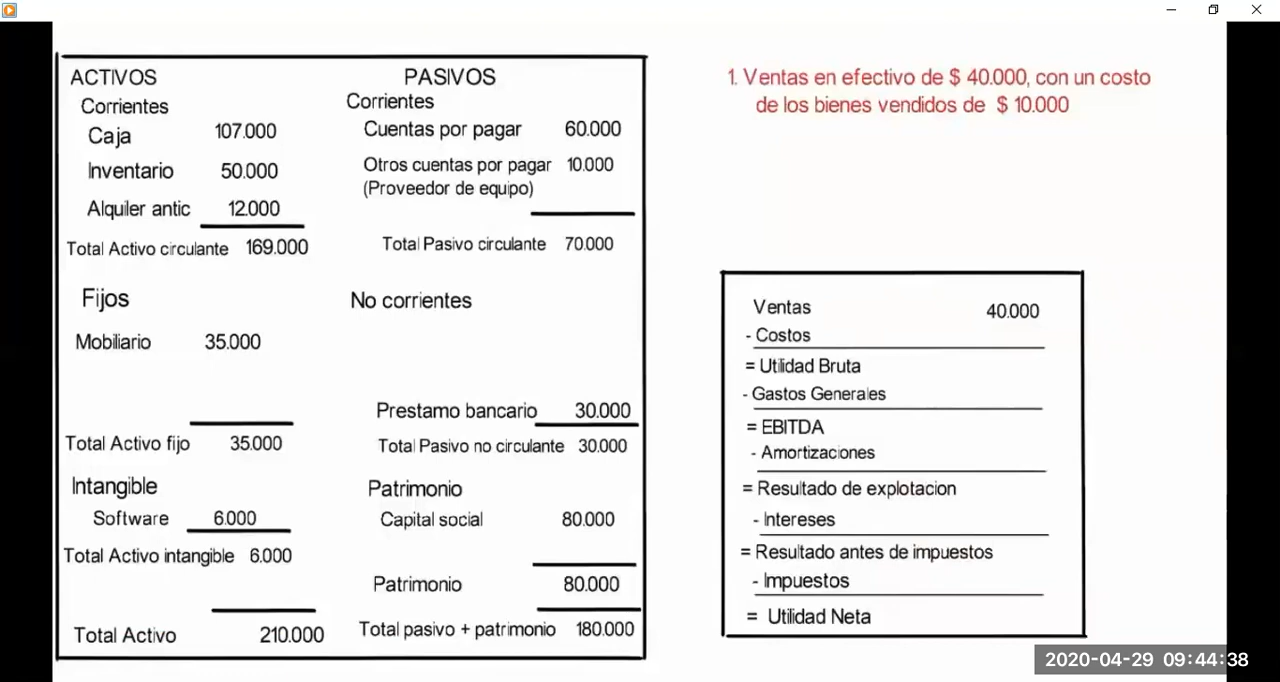 ACTIVOS
Corrientes
Caja 107.000
Inventario 50.000
Alquiler antic 12.000
Total Activo circulante 169.000
Fijos
Mobiliario 35.000
Total Activo fijo 35.000
Intangible
Software 6.000
Total Activo intangible 6.000
Total Activo 210.000
PASIVOS
Corrientes
Cuentas por pagar 60.000
Otros cuentas por pagar 10.000
(Proveedor de equipo)
Total Pasivo circulante 70.000
No corrientes
Prestamo bancario 30.000
Total Pasivo no circulante 30.000
Patrimonio
Capital social 80.000
Patrimonio 80.000
Total pasivo + patrimonio 180.000
1. Ventas en efectivo de $ 40.000, con un costo
de los bienes vendidos de $ 10.000
Ventas 40.000
- Costos
= Utilidad Bruta
- Gastos Generales
= EBITDA
- Amortizaciones
= Resultado de explotacion
- Intereses
= Resultado antes de impuestos
- Impuestos
= Utilidad Neta
2020-04-29 09:44:38